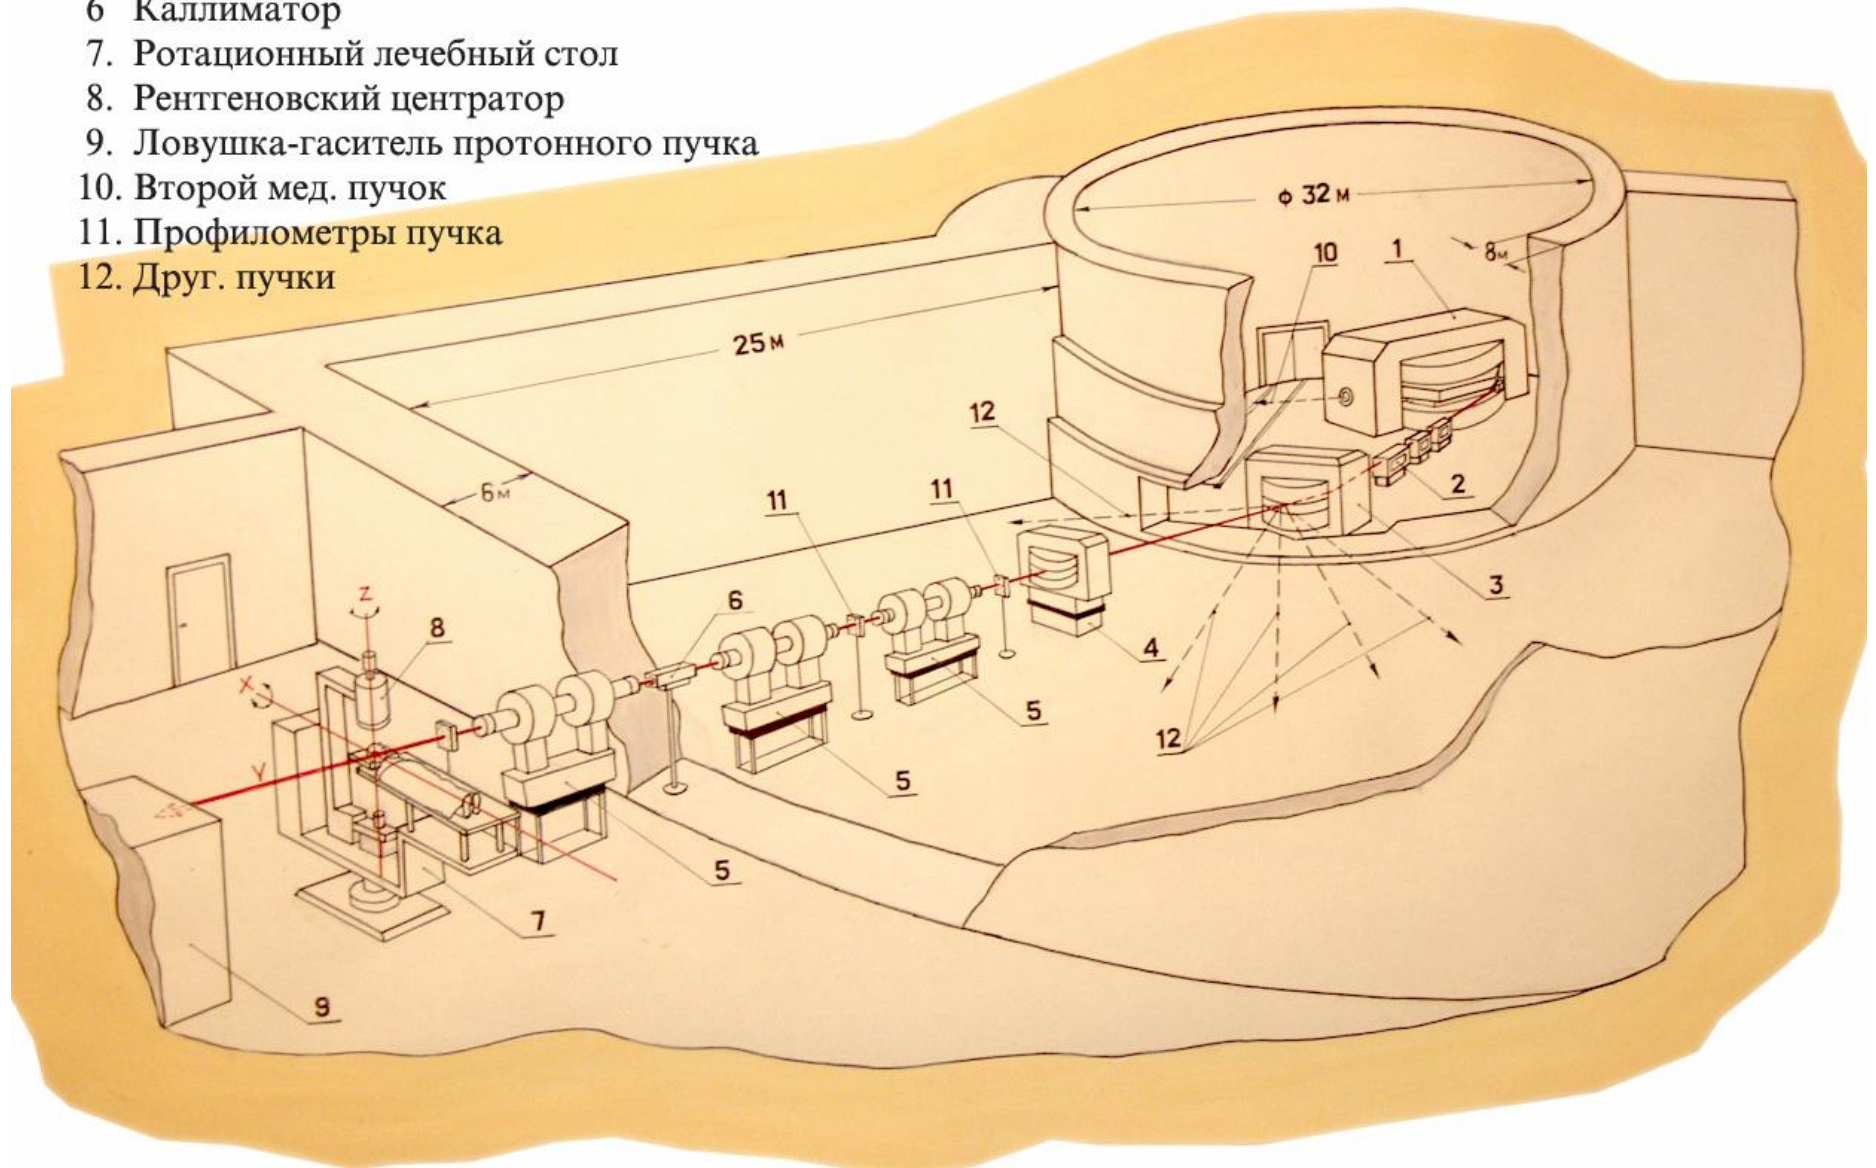 6 Каллиматор
7. Ротационный лечебный стол
8. Рентгеновский центратор
9. Ловушка-гаситель протонного пучка
10. Второй мед. пучок
11. Профилометры пучка
12. Друг. пучки
ф 32 м
10
1
8м
25 м
12
6м
11
11
2
3
6
4
Z
8
5
12
X
5
Y
5
7
9